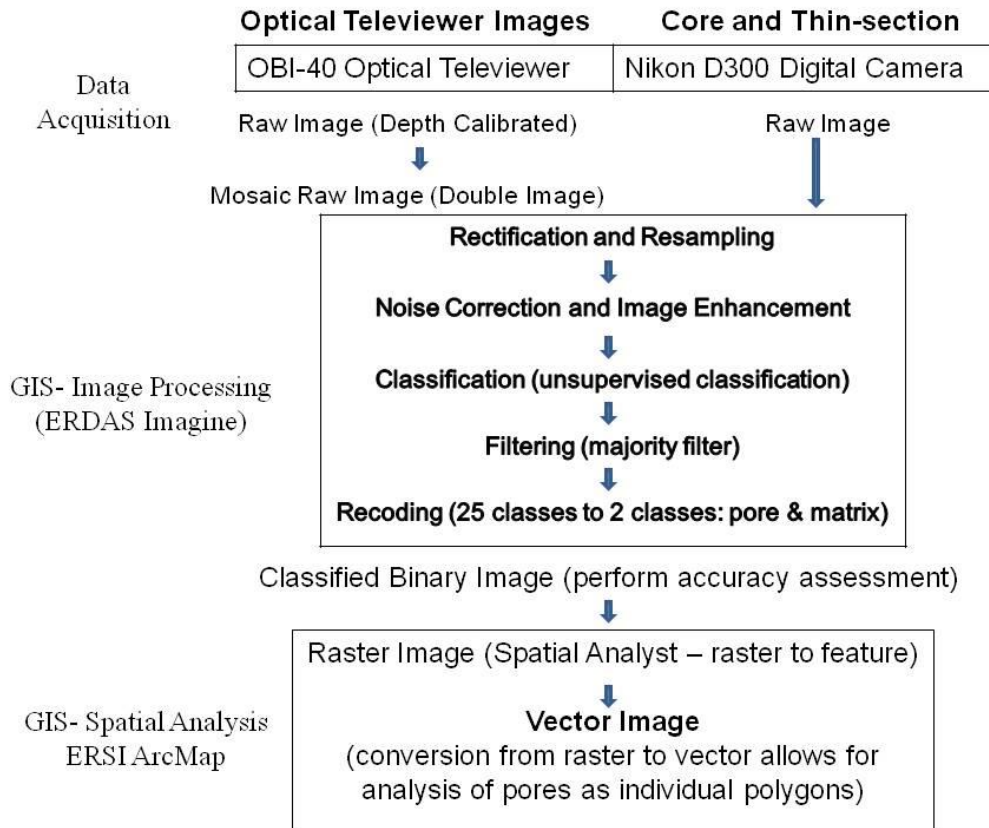 Optical Televiewer Images
Core and Thin-section
OBI-40 Optical Televiewer
Nikon D300 Digital Camera
Data
Acquisition
Raw Image (Depth Calibrated)
Raw Image
Mosaic Raw Image (Double Image)
Rectification and Resampling
Noise Correction and Image Enhancement
Classification (unsupervised classification)
Filtering (majority filter)
Recoding (25 classes to 2 classes: pore & matrix)
GIS- Image Processing
(ERDAS Imagine)
Classified Binary Image (perform accuracy assessment)
Raster Image (Spatial Analyst – raster to feature)
Vector Image
(conversion from raster to vector allows for
analysis of pores as individual polygons)
GIS- Spatial Analysis
ERSI ArcMap